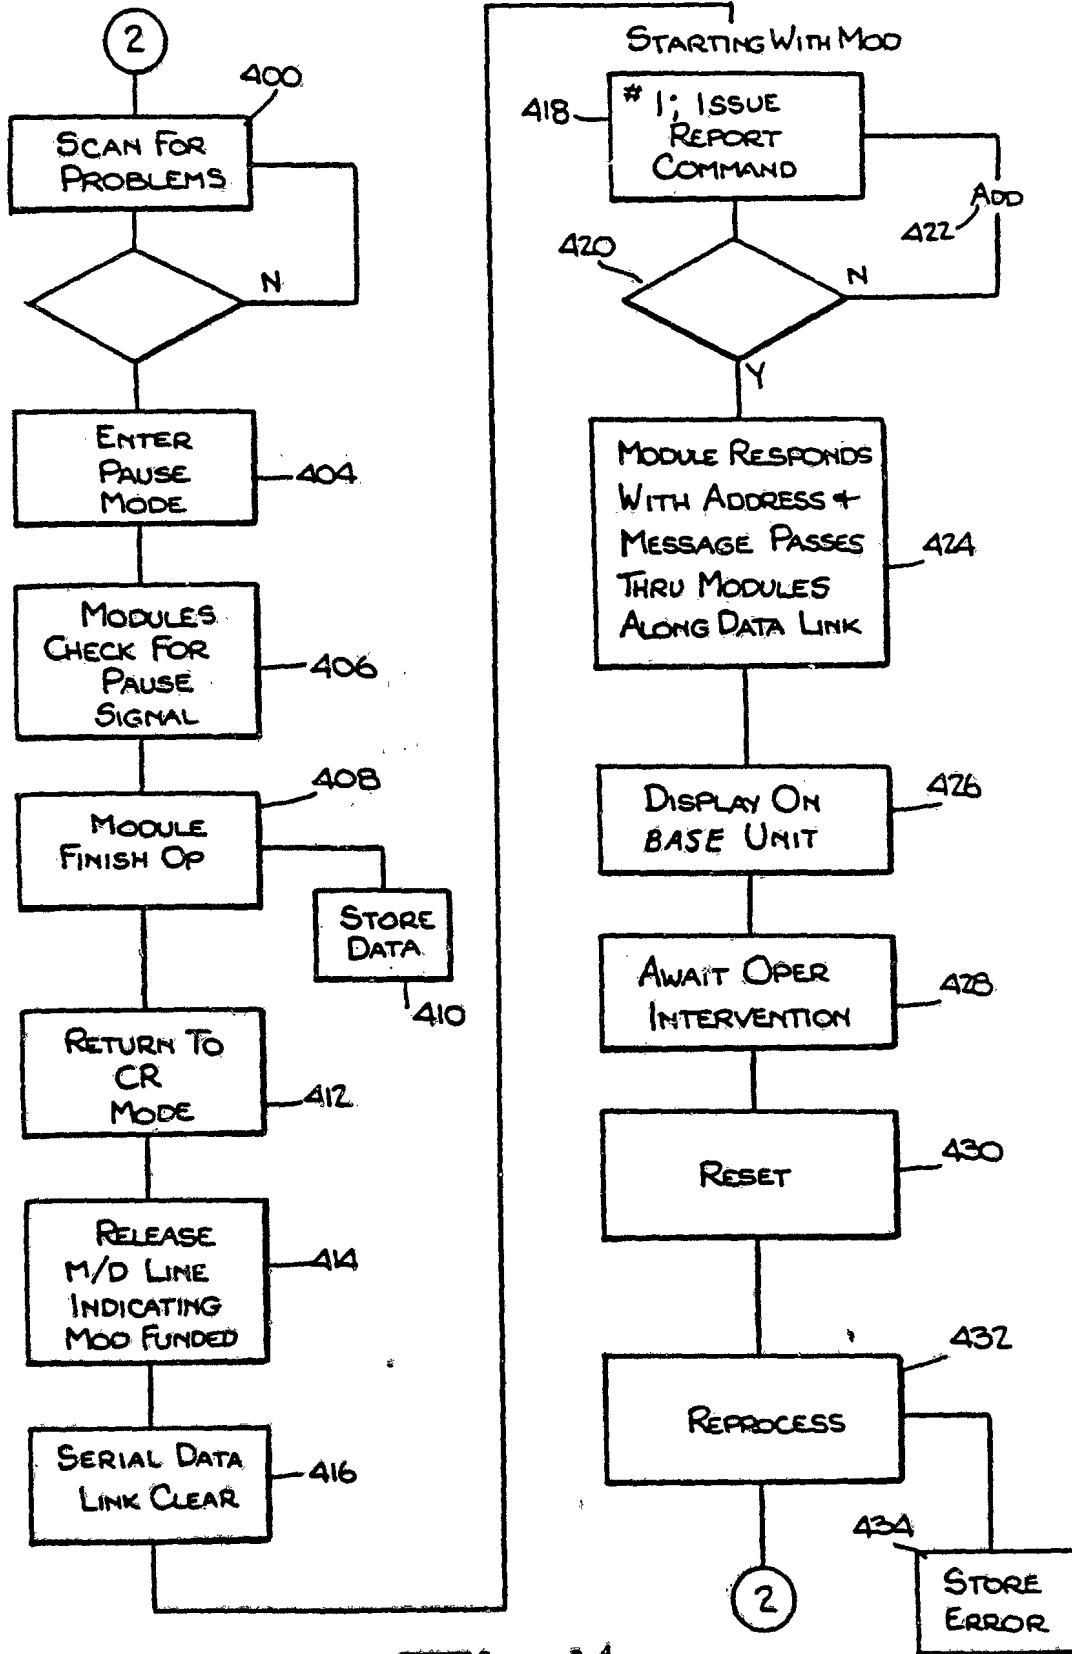 2
400
SCAN FOR
PROBLEMS
N
ENTER
PAUSE
MODE
404
MODULES
CHECK FOR
PAUSE
SIGNAL
406
408
MODULE
FINISH OP
STORE
DATA
410
RETURN TO
CR
MODE
412
RELEASE
M/D LINE
INDICATING
MOD FUNDED
414
SERIAL DATA
LINK CLEAR
416
STARTING WITH MOD
# 1; ISSUE
REPORT
COMMAND
418
ADD
422
420
N
Y
MODULE RESPONDS
WITH ADDRESS +
MESSAGE PASSES
THRU MODULES
ALONG DATA LINK
424
DISPLAY ON
BASE UNIT
426
AWAIT OPER
INTERVENTION
428
RESET
430
432
REPROCESS
434
STORE
ERROR
2